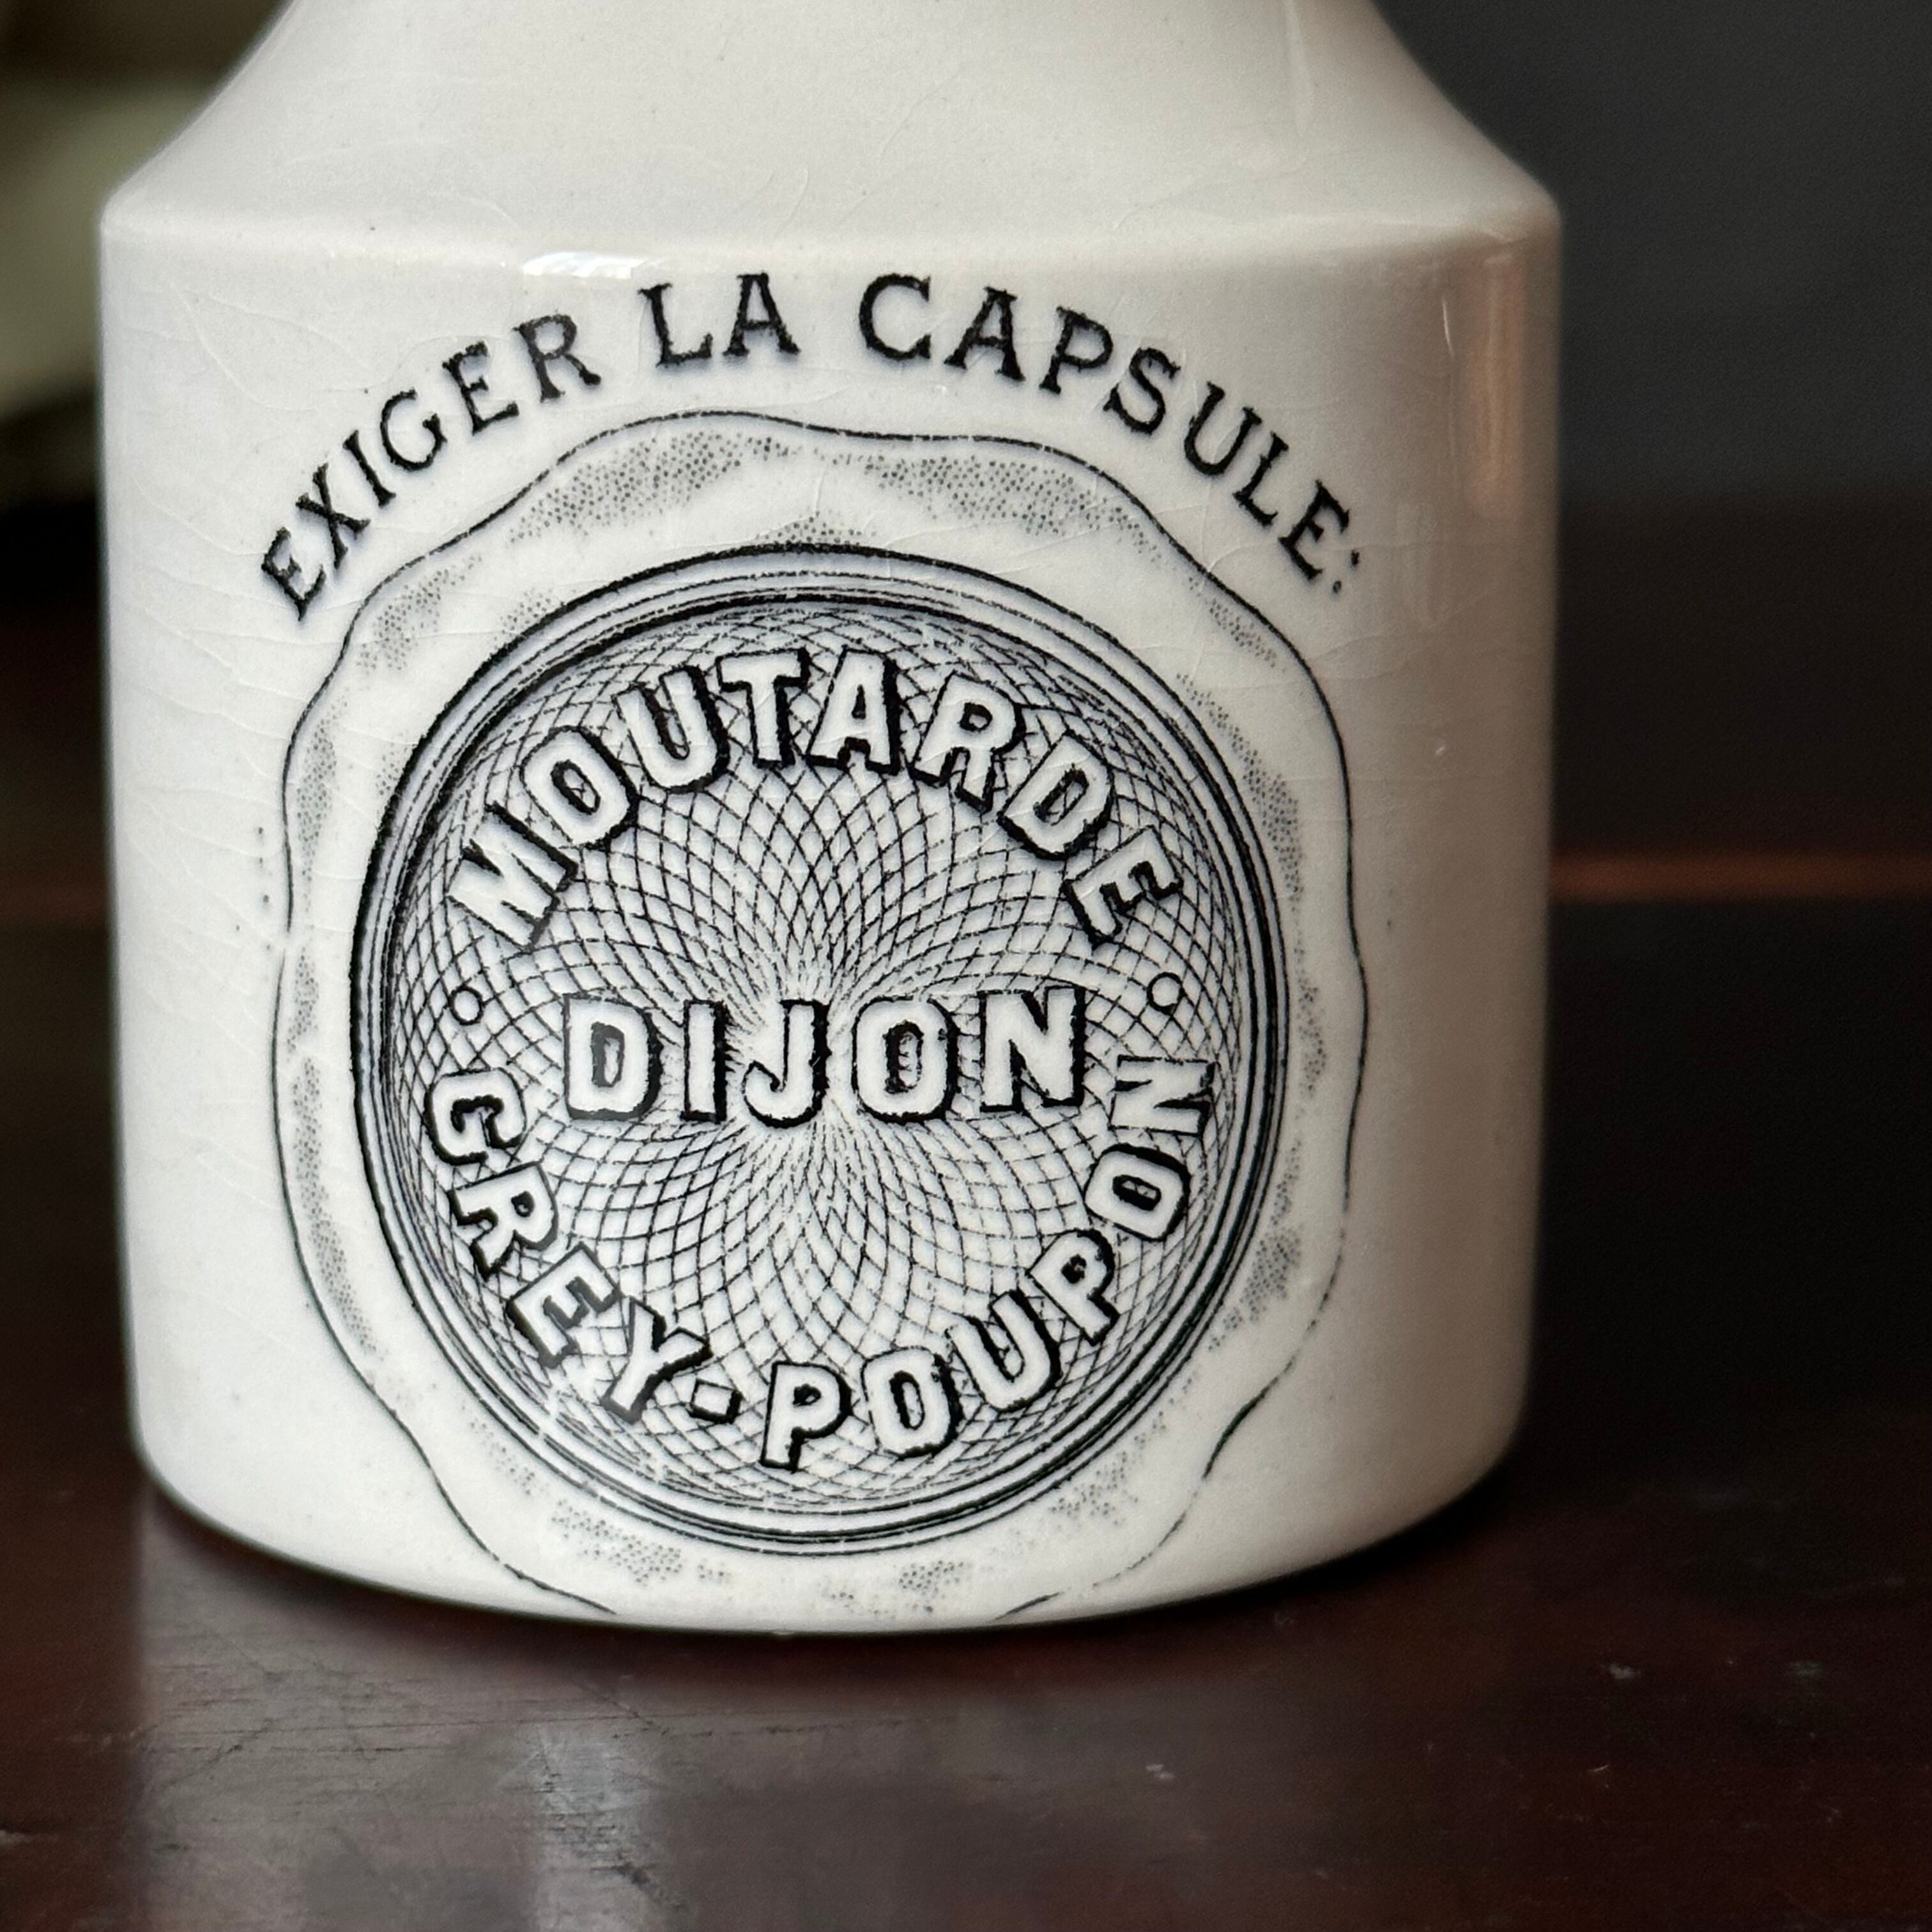 EXIGER LA CAPSULE:
MOUTARDE
DIJON
GREY·POUPON